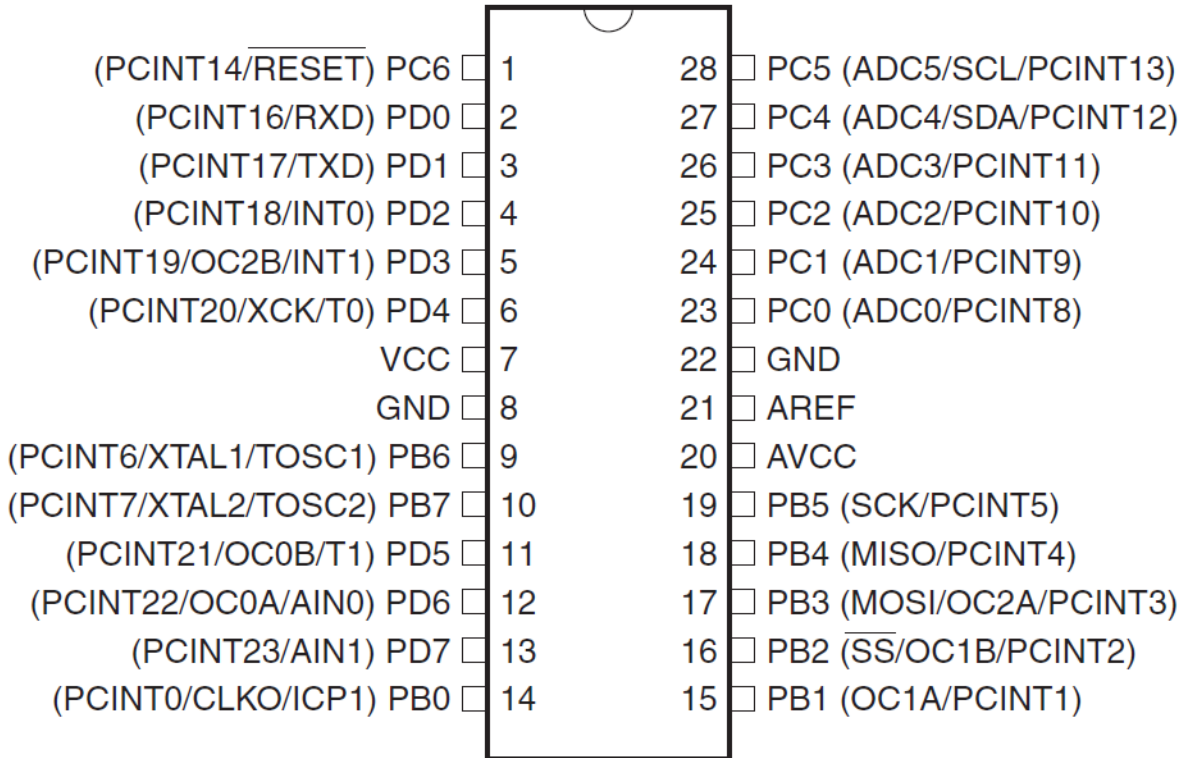 (PCINT14/RESET) PC6 1 28 PC5 (ADC5/SCL/PCINT13)
(PCINT16/RXD) PD0 2 27 PC4 (ADC4/SDA/PCINT12)
(PCINT17/TXD) PD1 3 26 PC3 (ADC3/PCINT11)
(PCINT18/INT0) PD2 4 25 PC2 (ADC2/PCINT10)
(PCINT19/OC2B/INT1) PD3 5 24 PC1 (ADC1/PCINT9)
(PCINT20/XCK/T0) PD4 6 23 PC0 (ADC0/PCINT8)
VCC 7 22 GND
GND 8 21 AREF
(PCINT6/XTAL1/TOSC1) PB6 9 20 AVCC
(PCINT7/XTAL2/TOSC2) PB7 10 19 PB5 (SCK/PCINT5)
(PCINT21/OC0B/T1) PD5 11 18 PB4 (MISO/PCINT4)
(PCINT22/OC0A/AIN0) PD6 12 17 PB3 (MOSI/OC2A/PCINT3)
(PCINT23/AIN1) PD7 13 16 PB2 (SS/OC1B/PCINT2)
(PCINT0/CLKO/ICP1) PB0 14 15 PB1 (OC1A/PCINT1)